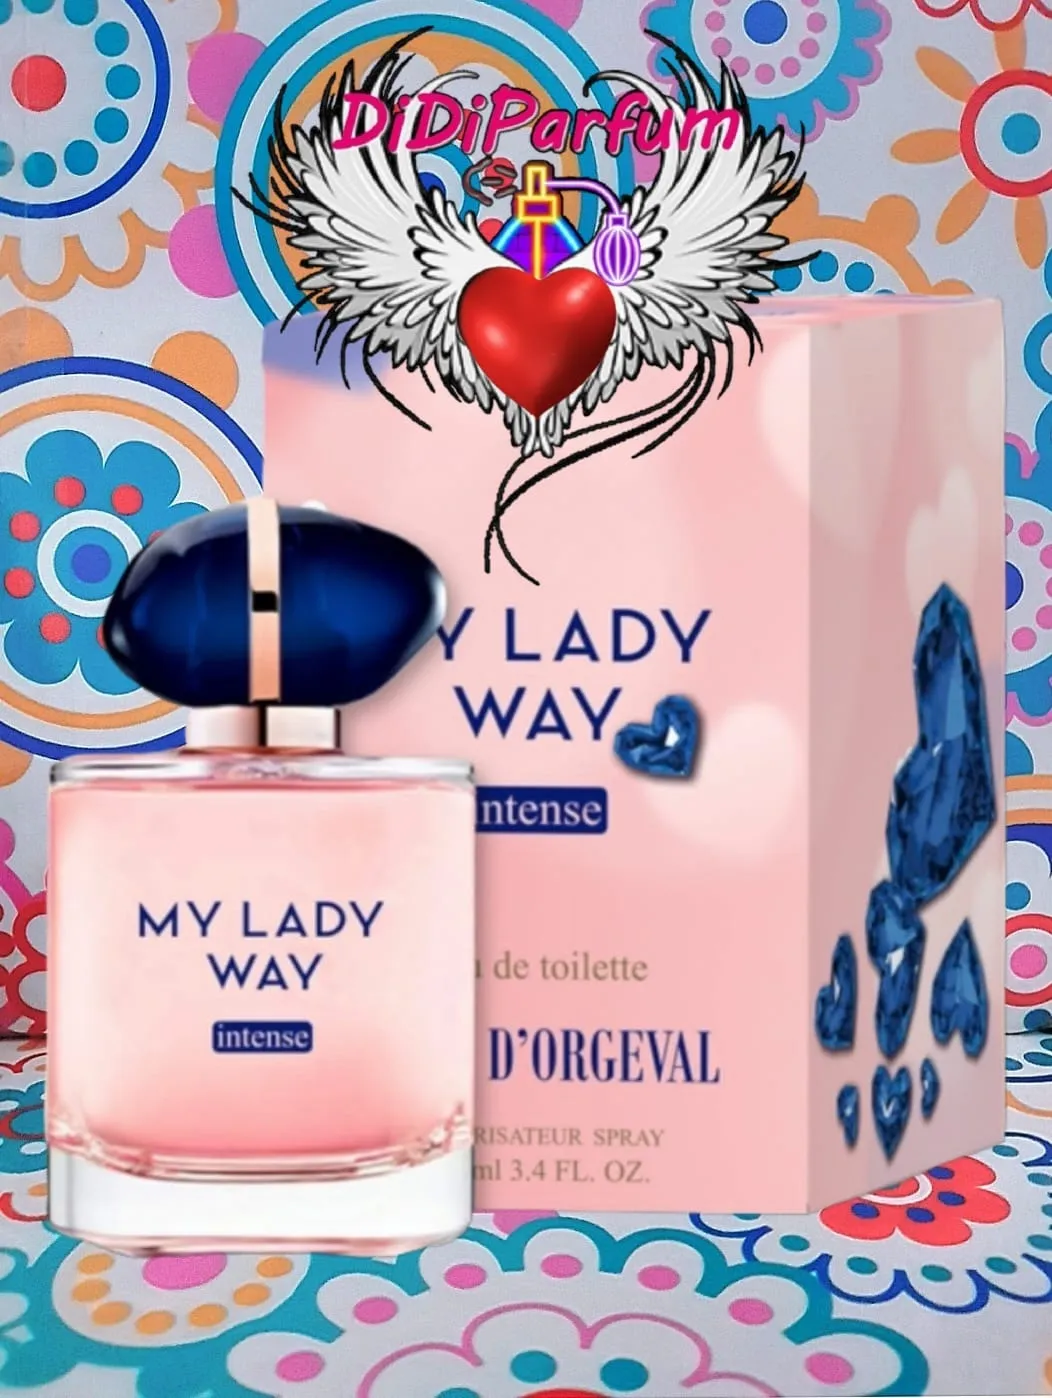 DiDiParfum
Y LADY
WAY
intense
de toilette
D'ORGEVAL
RISATEUR SPRAY
ml 3.4 FL. OZ.
MY LADY
WAY
intense